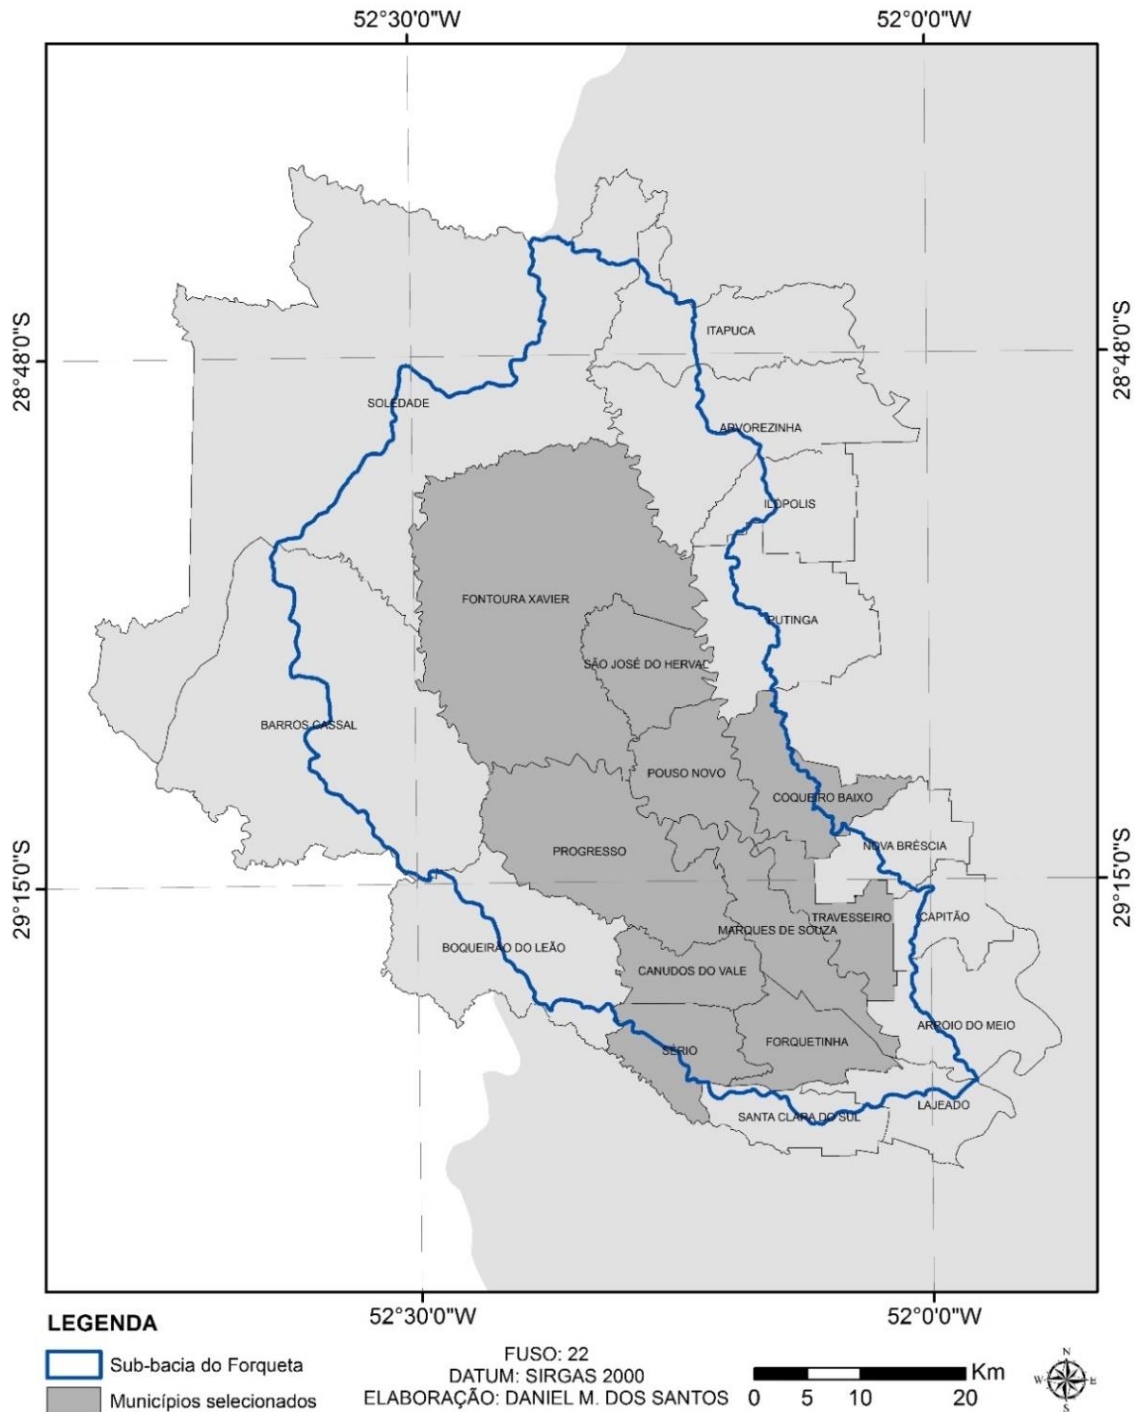 52°30'0"W 52°0'0"W
28°48'0"S
28°48'0"S
ITAPUCA
SOLEDADE
ARVOREZINHA
ILÓPOLIS
FONTOURA XAVIER
PUTINGA
SÃO JOSÉ DO HERVAL
BARROS CASSAL
POUSO NOVO
COQUEIRO BAIXO
PROGRESSO
NOVA BRÉSCIA
29°15'0"S
29°15'0"S
TRAVESSEIRO
CAPITÃO
MARQUES DE SOUZA
BOQUEIRÃO DO LEÃO
CANUDOS DO VALE
ARROIO DO MEIO
FORQUETINHA
SÉRIO
LAJEADO
SANTA CLARA DO SUL
52°30'0"W 52°0'0"W
LEGENDA
Sub-bacia do Forqueta
Municípios selecionados
FUSO: 22
DATUM: SIRGAS 2000
ELABORAÇÃO: DANIEL M. DOS SANTOS
Km
0 5 10 20
N
W E
S